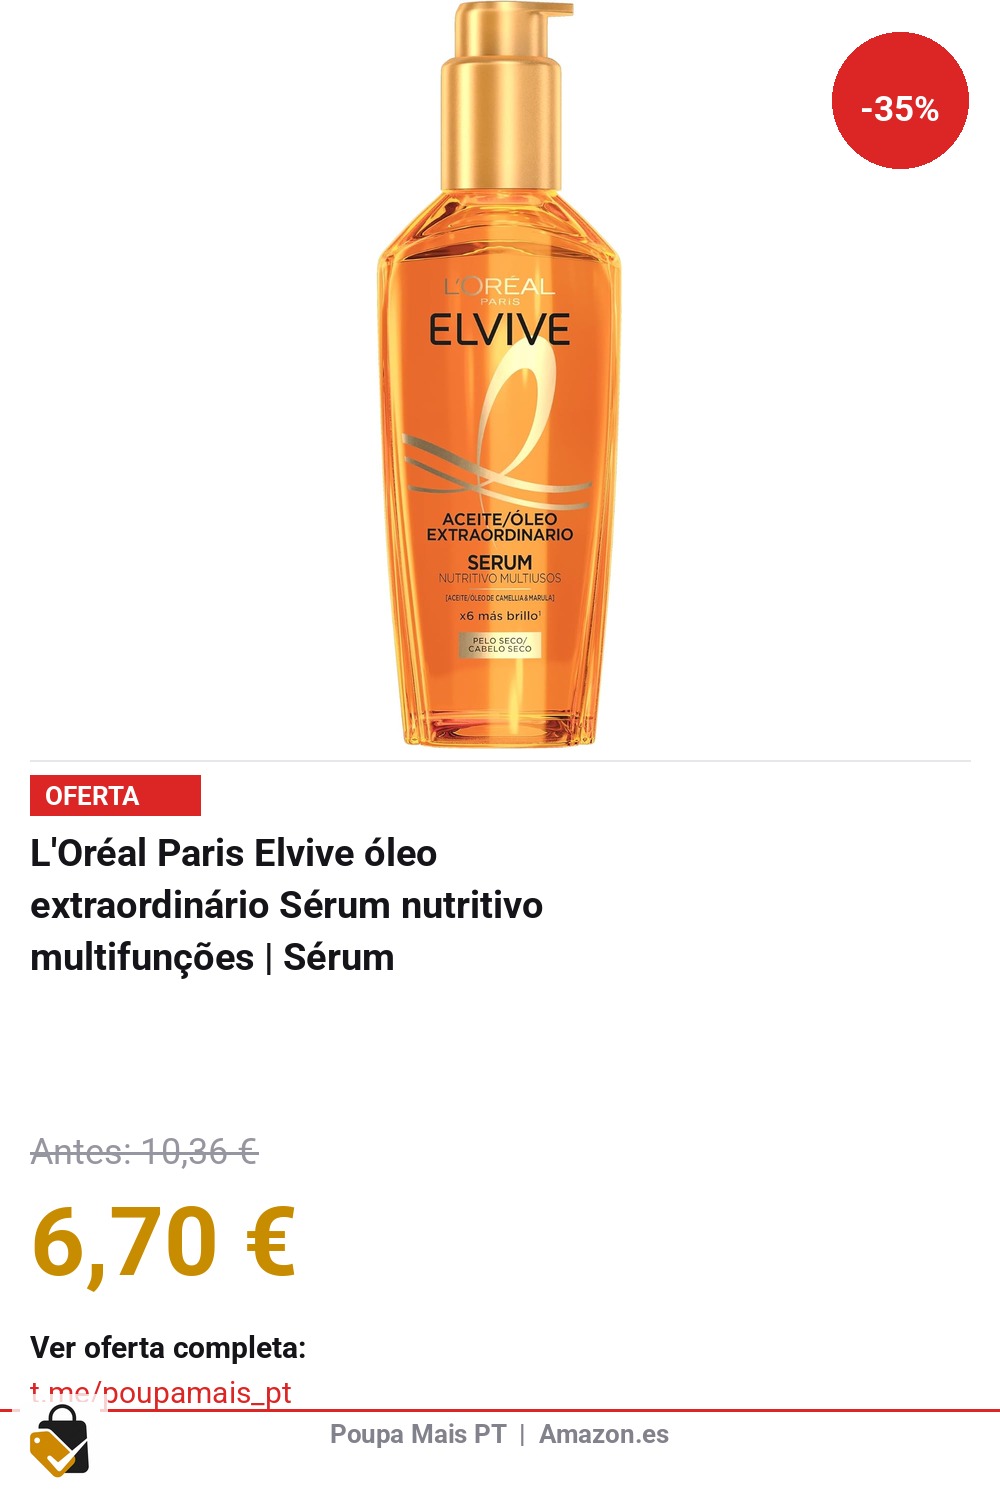 -35%
L'ORÉAL
PARIS
ELVIVE
ACEITE/ÓLEO
EXTRAORDINARIO
SERUM
NUTRITIVO MULTIUSOS
[ACEITE/ÓLEO DE CAMELLIA & MARULA]
x6 más brillo¹
PELO SECO/
CABELO SECO
OFERTA
L'Oréal Paris Elvive óleo
extraordinário Sérum nutritivo
multifunções | Sérum
Antes: 10,36 €
6,70 €
Ver oferta completa:
t.me/poupamais_pt
Poupa Mais PT | Amazon.es